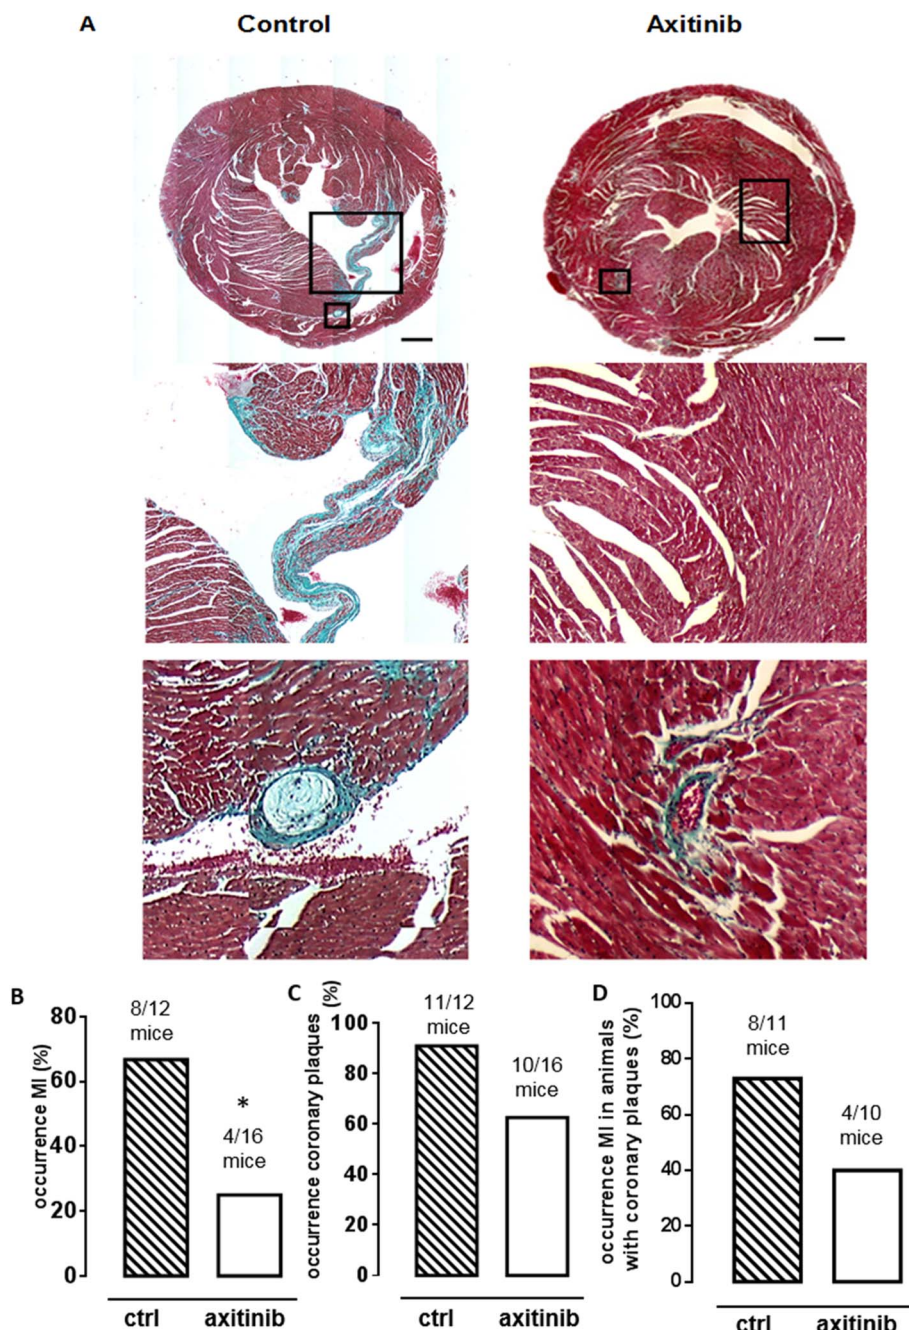 A
Control
Axitinib
B
occurrence MI (%)
80
60
40
20
0
8/12
mice
*
4/16
mice
ctrl
axitinib
C
occurrence coronary plaques (%)
100
80
60
40
20
0
11/12
mice
10/16
mice
ctrl
axitinib
D
occurrence MI in animals
with coronary plaques (%)
100
80
60
40
20
0
8/11
mice
4/10
mice
ctrl
axitinib